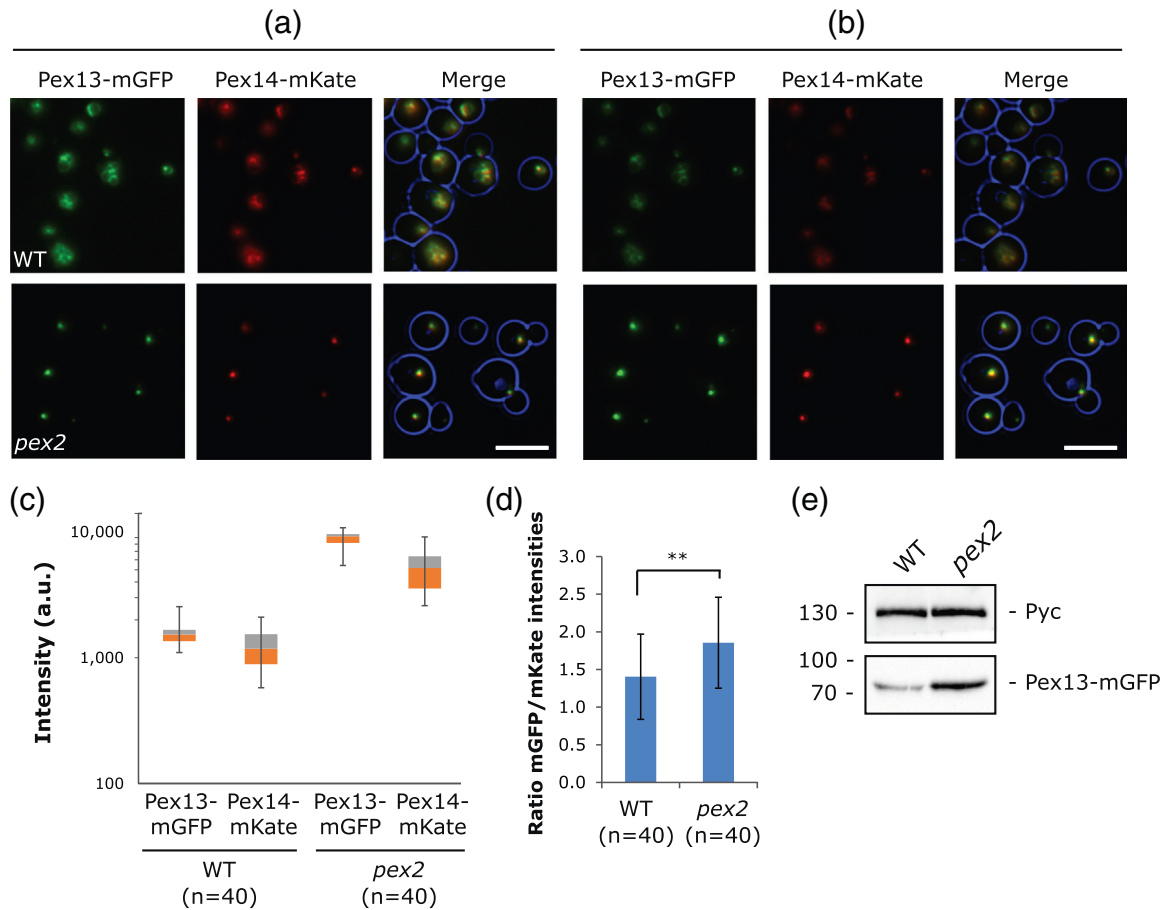 (a)
(b)
Pex13-mGFP Pex14-mKate Merge
Pex13-mGFP Pex14-mKate Merge
WT
pex2
(c)
Intensity (a.u.)
10,000
1,000
100
Pex13-mGFP Pex14-mKate Pex13-mGFP Pex14-mKate
WT
(n=40)
pex2
(n=40)
(d)
Ratio mGFP/mKate intensities
3.0
2.5
2.0
1.5
1.0
0.5
0.0
**
WT
(n=40)
pex2
(n=40)
(e)
WT pex2
130 - - Pyc
100 -
70 - - Pex13-mGFP